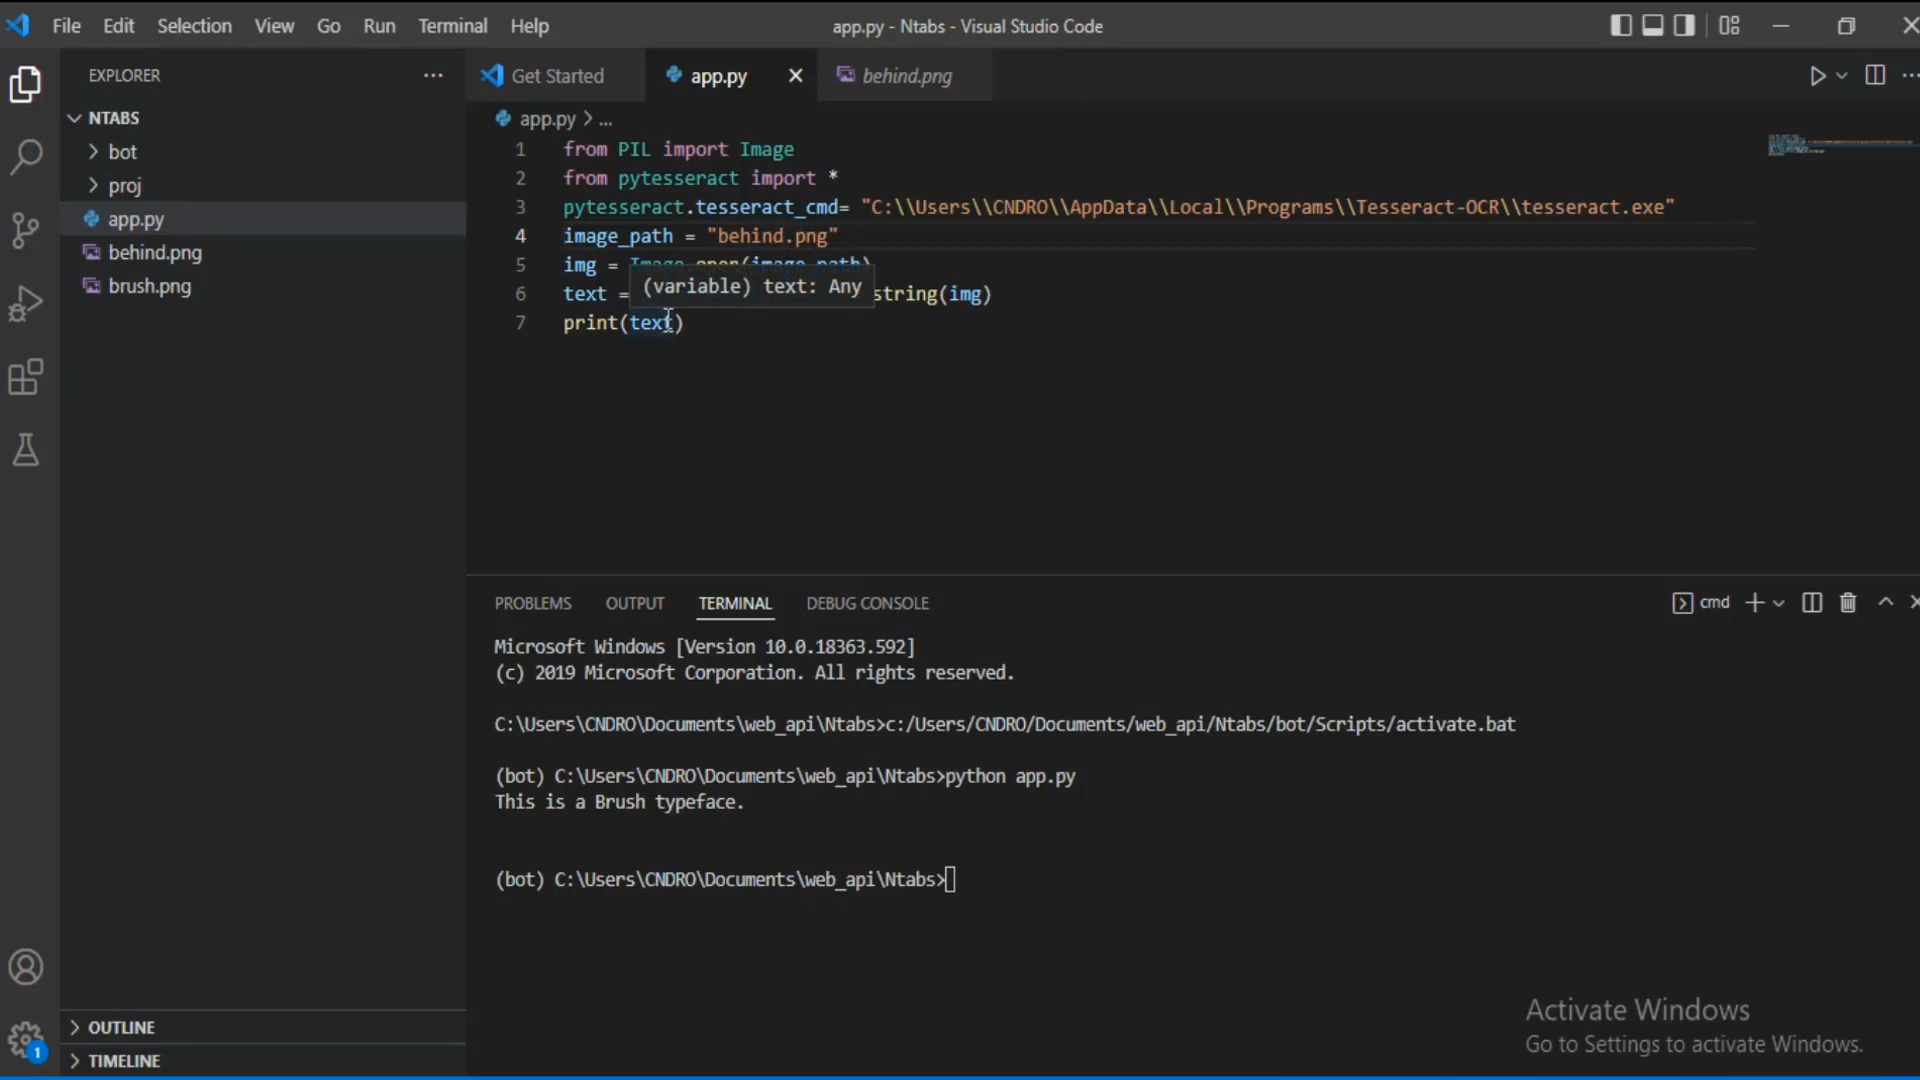 File Edit Selection View Go Run Terminal Help
app.py - Ntabs - Visual Studio Code
EXPLORER
NTABS
bot
proj
app.py
behind.png
brush.png
OUTLINE
TIMELINE
1
Get Started
app.py
behind.png
app.py > ...
1 from PIL import Image
2 from pytesseract import *
3 pytesseract.tesseract_cmd= "C:\\Users\\CNDRO\\AppData\\Local\\Programs\\Tesseract-OCR\\tesseract.exe"
4 image_path = "behind.png"
5 img = Image.open(image_path)
(variable) text: Any
6 text = string(img)
7 print(text)
PROBLEMS OUTPUT TERMINAL DEBUG CONSOLE
cmd
Microsoft Windows [Version 10.0.18363.592]
(c) 2019 Microsoft Corporation. All rights reserved.
C:\Users\CNDRO\Documents\web_api\Ntabs>c:/Users/CNDRO/Documents/web_api/Ntabs/bot/Scripts/activate.bat
(bot) C:\Users\CNDRO\Documents\web_api\Ntabs>python app.py
This is a Brush typeface.
(bot) C:\Users\CNDRO\Documents\web_api\Ntabs>
Activate Windows
Go to Settings to activate Windows.